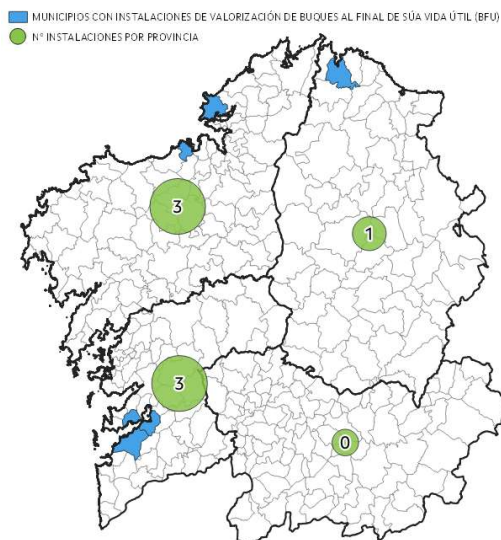 MUNICIPIOS CON INSTALACIONES DE VALORIZACIÓN DE BUQUES AL FINAL DE SÚA VIDA ÚTIL (BFU)
Nº INSTALACIONES POR PROVINCIA
3
1
3
0